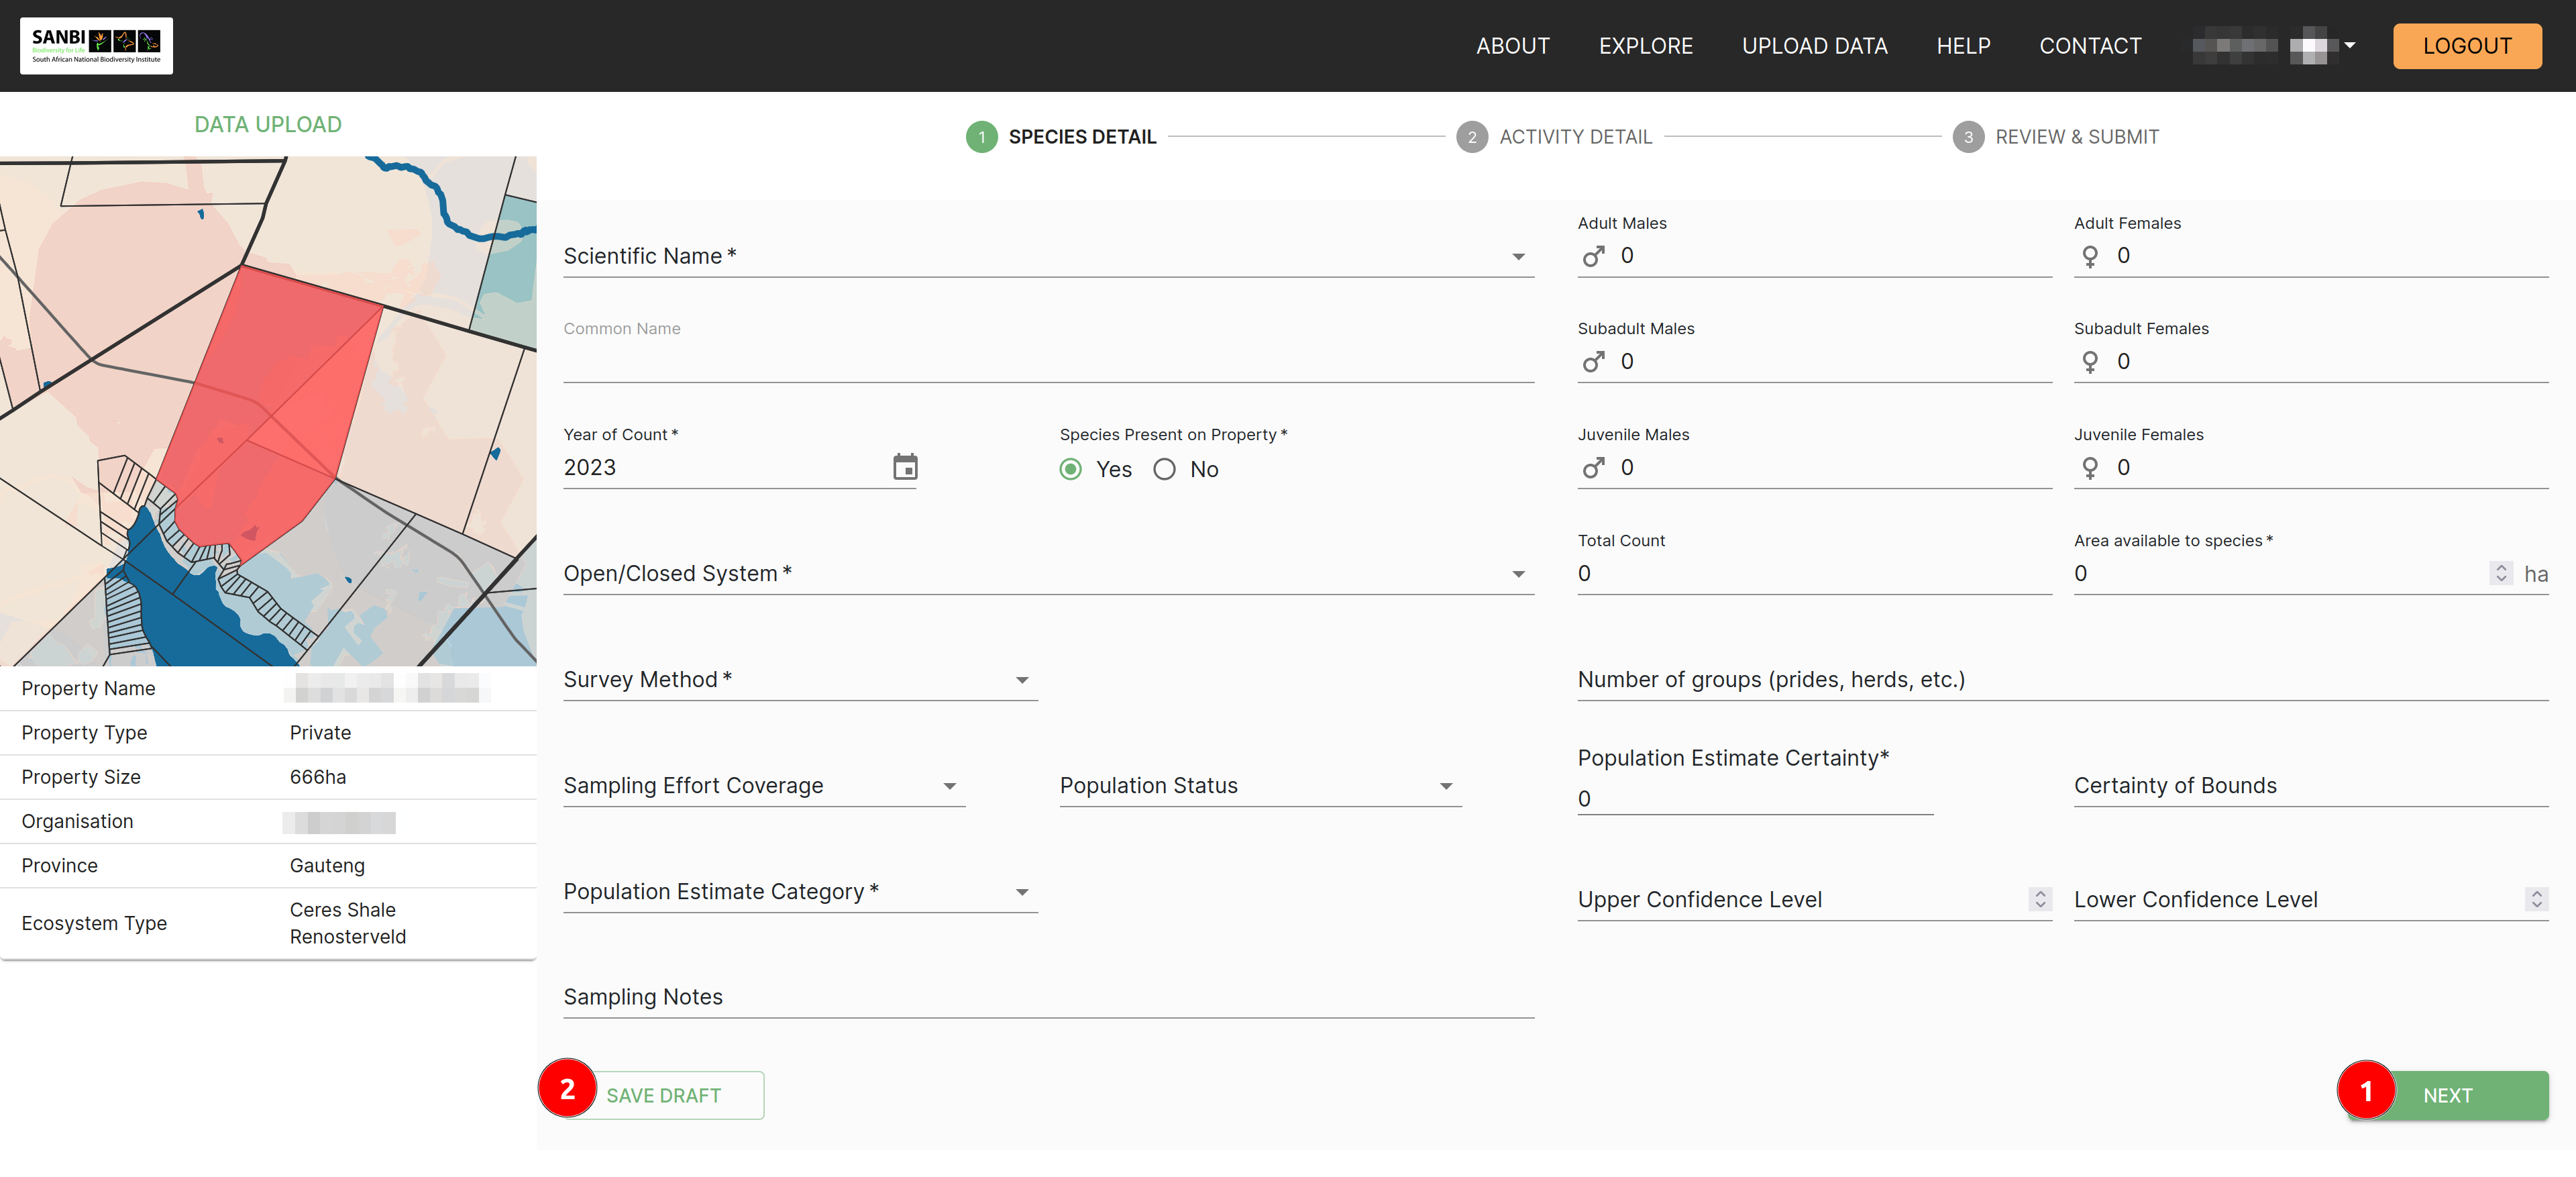 SANBI
Biodiversity for Life
South African National Biodiversity Institute
ABOUT
EXPLORE
UPLOAD DATA
HELP
CONTACT
LOGOUT
DATA UPLOAD
1 SPECIES DETAIL
2 ACTIVITY DETAIL
3 REVIEW & SUBMIT
Property Name
Property Type Private
Property Size 666ha
Organisation
Province Gauteng
Ecosystem Type Ceres Shale
Renosterveld
Scientific Name *
Common Name
Year of Count *
2023
Species Present on Property *
Yes No
Open/Closed System *
Survey Method *
Sampling Effort Coverage
Population Status
Population Estimate Category *
Sampling Notes
Adult Males
0
Adult Females
0
Subadult Males
0
Subadult Females
0
Juvenile Males
0
Juvenile Females
0
Total Count
0
Area available to species *
0 ha
Number of groups (prides, herds, etc.)
Population Estimate Certainty*
0
Certainty of Bounds
Upper Confidence Level
Lower Confidence Level
2 SAVE DRAFT
1 NEXT